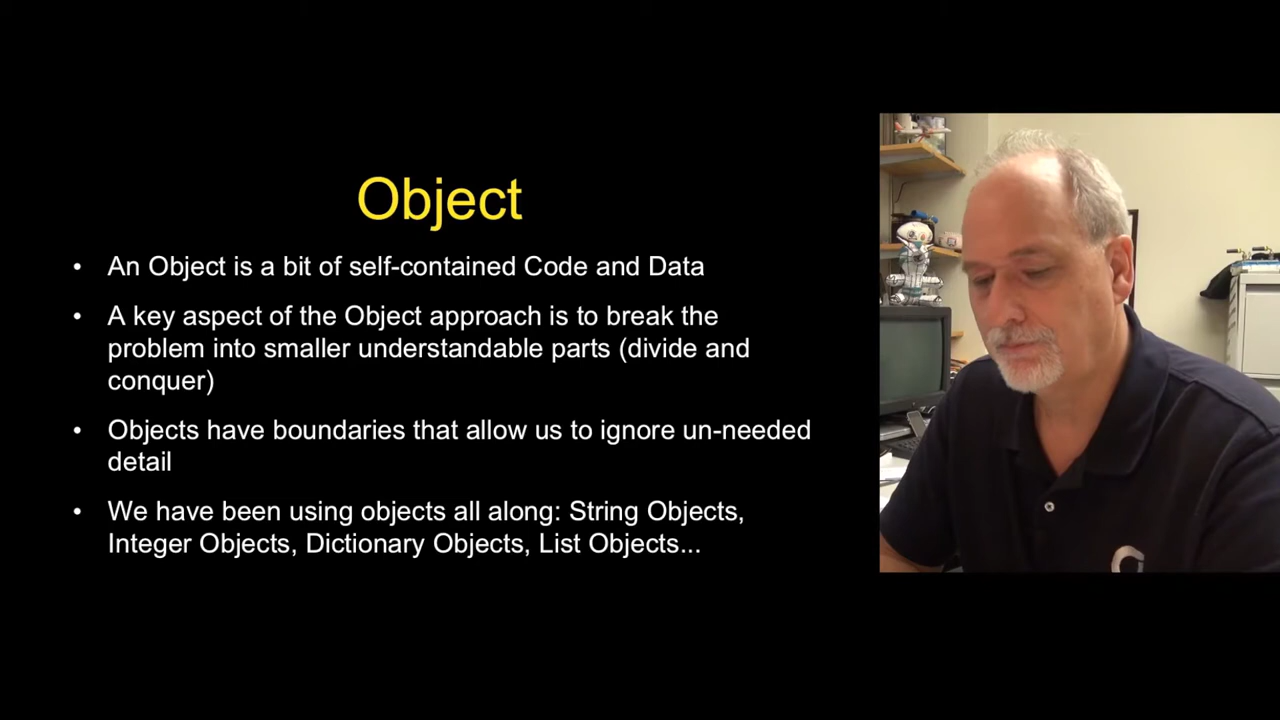 Object
• An Object is a bit of self-contained Code and Data
• A key aspect of the Object approach is to break the
problem into smaller understandable parts (divide and
conquer)
• Objects have boundaries that allow us to ignore un-needed
detail
• We have been using objects all along: String Objects,
Integer Objects, Dictionary Objects, List Objects...